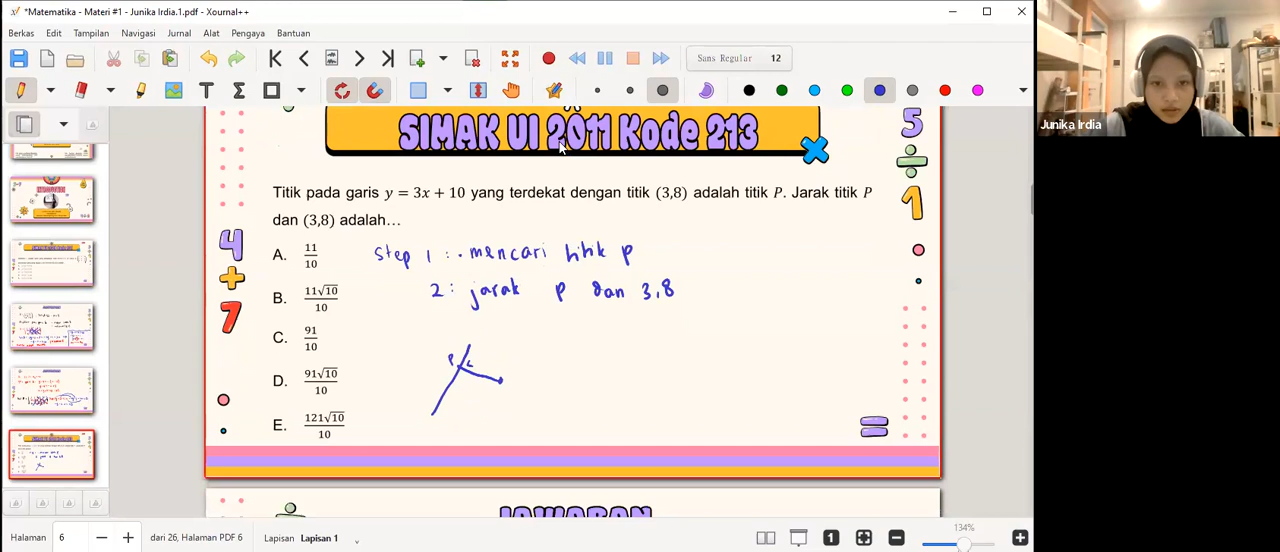 *Matematika - Materi #1 - Junika Irdia.1.pdf - Xournal++
Berkas Edit Tampilan Navigasi Jurnal Alat Pengaya Bantuan
Sans Regular 12
SIMAK UI 2011 Kode 213
Titik pada garis y = 3x + 10 yang terdekat dengan titik (3,8) adalah titik P. Jarak titik P
dan (3,8) adalah…
A. 11/10
B. 11√10/10
C. 91/10
D. 91√10/10
E. 121√10/10
step 1 : . mencari titik p
2 : jarak p dan 3,8
P
4
+
7
5
÷
1
=
JAWABAN
Junika Irdia
Halaman 6 dari 26, Halaman PDF 6 Lapisan Lapisan 1
134%